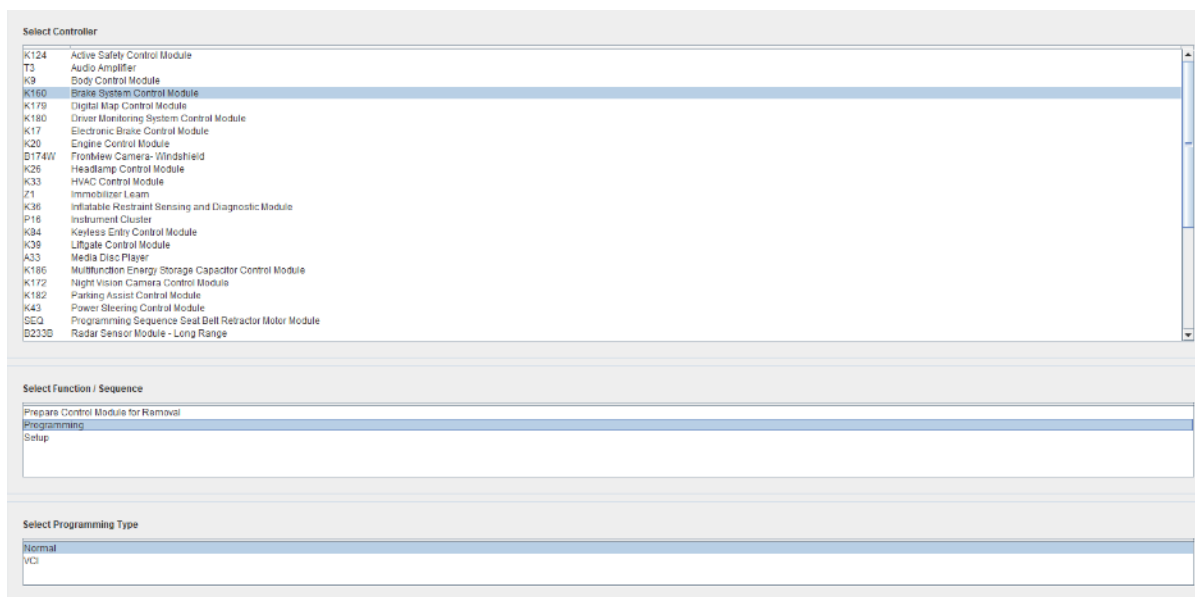 Select Controller
K124 Active Safety Control Module
T3 Audio Amplifier
K9 Body Control Module
K160 Brake System Control Module
K179 Digital Map Control Module
K180 Driver Monitoring System Control Module
K17 Electronic Brake Control Module
K20 Engine Control Module
B174W Frontview Camera- Windshield
K26 Headlamp Control Module
K33 HVAC Control Module
Z1 Immobilizer Learn
K36 Inflatable Restraint Sensing and Diagnostic Module
P16 Instrument Cluster
K84 Keyless Entry Control Module
K39 Liftgate Control Module
A33 Media Disc Player
K186 Multifunction Energy Storage Capacitor Control Module
K172 Night Vision Camera Control Module
K182 Parking Assist Control Module
K43 Power Steering Control Module
SEQ Programming Sequence Seat Belt Retractor Motor Module
B233B Radar Sensor Module - Long Range
Select Function / Sequence
Prepare Control Module for Removal
Programming
Setup
Select Programming Type
Normal
VCI